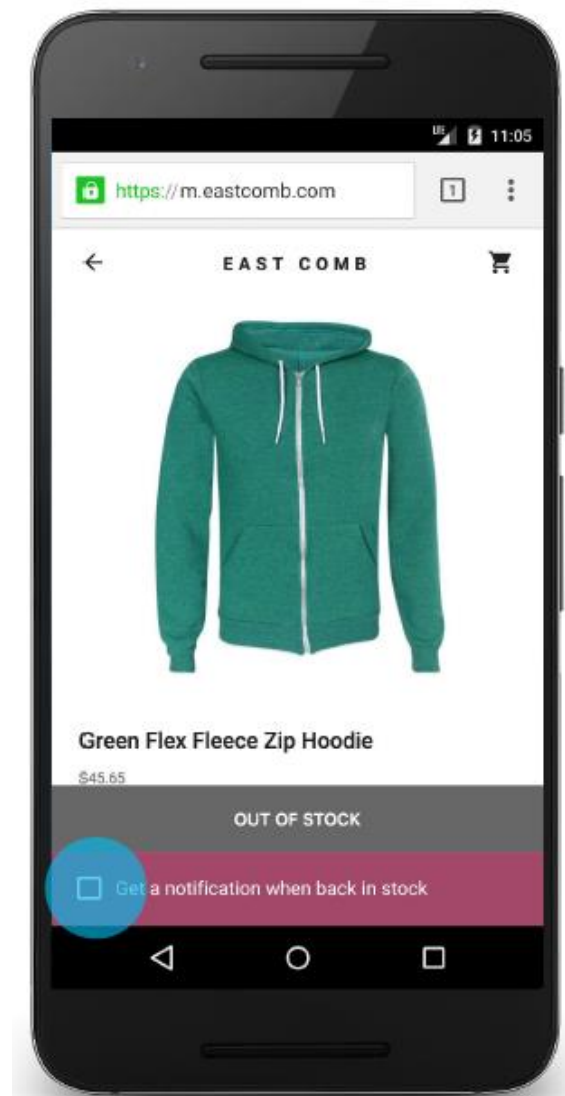 LTE 11:05
https://m.eastcomb.com 1
EAST COMB
Green Flex Fleece Zip Hoodie
$45.65
OUT OF STOCK
Get a notification when back in stock